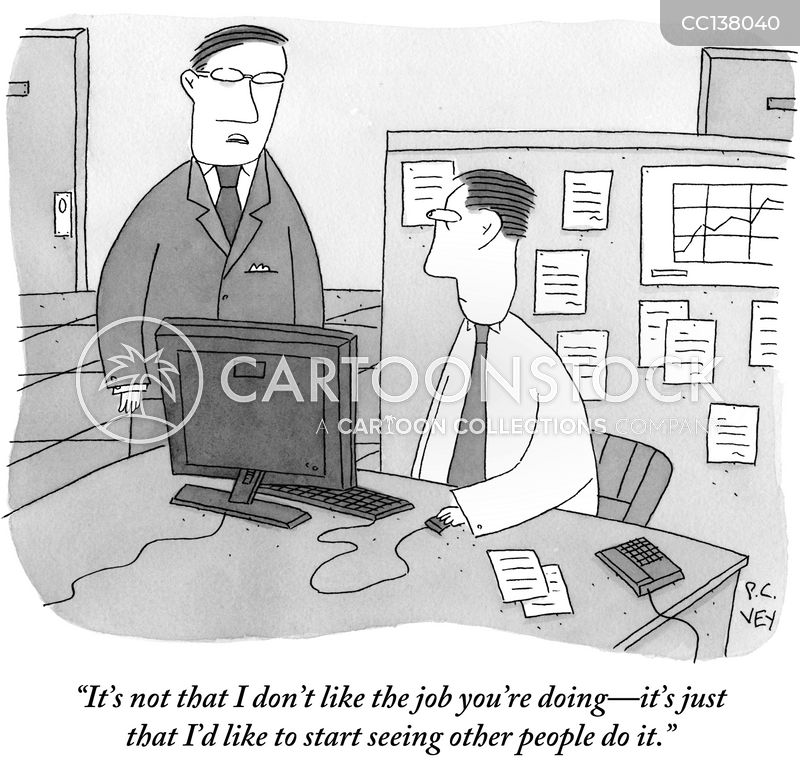 CC138040
CARTOONSTOCK
A CARTOON COLLECTIONS COMPANY
P.C.
VEY
“It’s not that I don’t like the job you’re doing—it’s just
that I’d like to start seeing other people do it.”